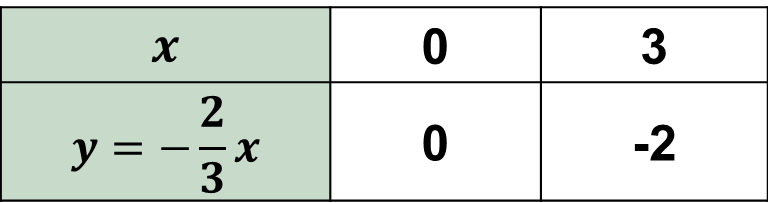 x 0 3
y = -2/3 x 0 -2